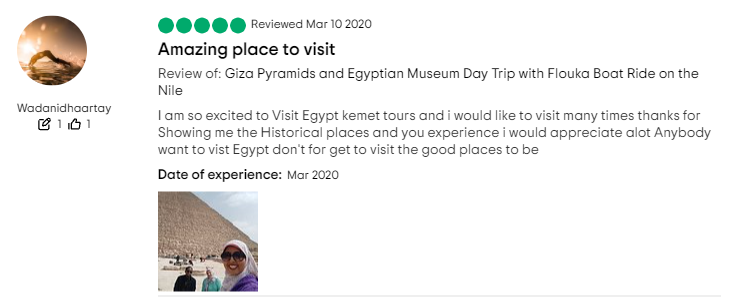 Reviewed Mar 10 2020
Amazing place to visit
Review of: Giza Pyramids and Egyptian Museum Day Trip with Flouka Boat Ride on the
Nile
Wadanidhaartay
1 1
I am so excited to Visit Egypt kemet tours and i would like to visit many times thanks for
Showing me the Historical places and you experience i would appreciate alot Anybody
want to vist Egypt don't for get to visit the good places to be
Date of experience: Mar 2020